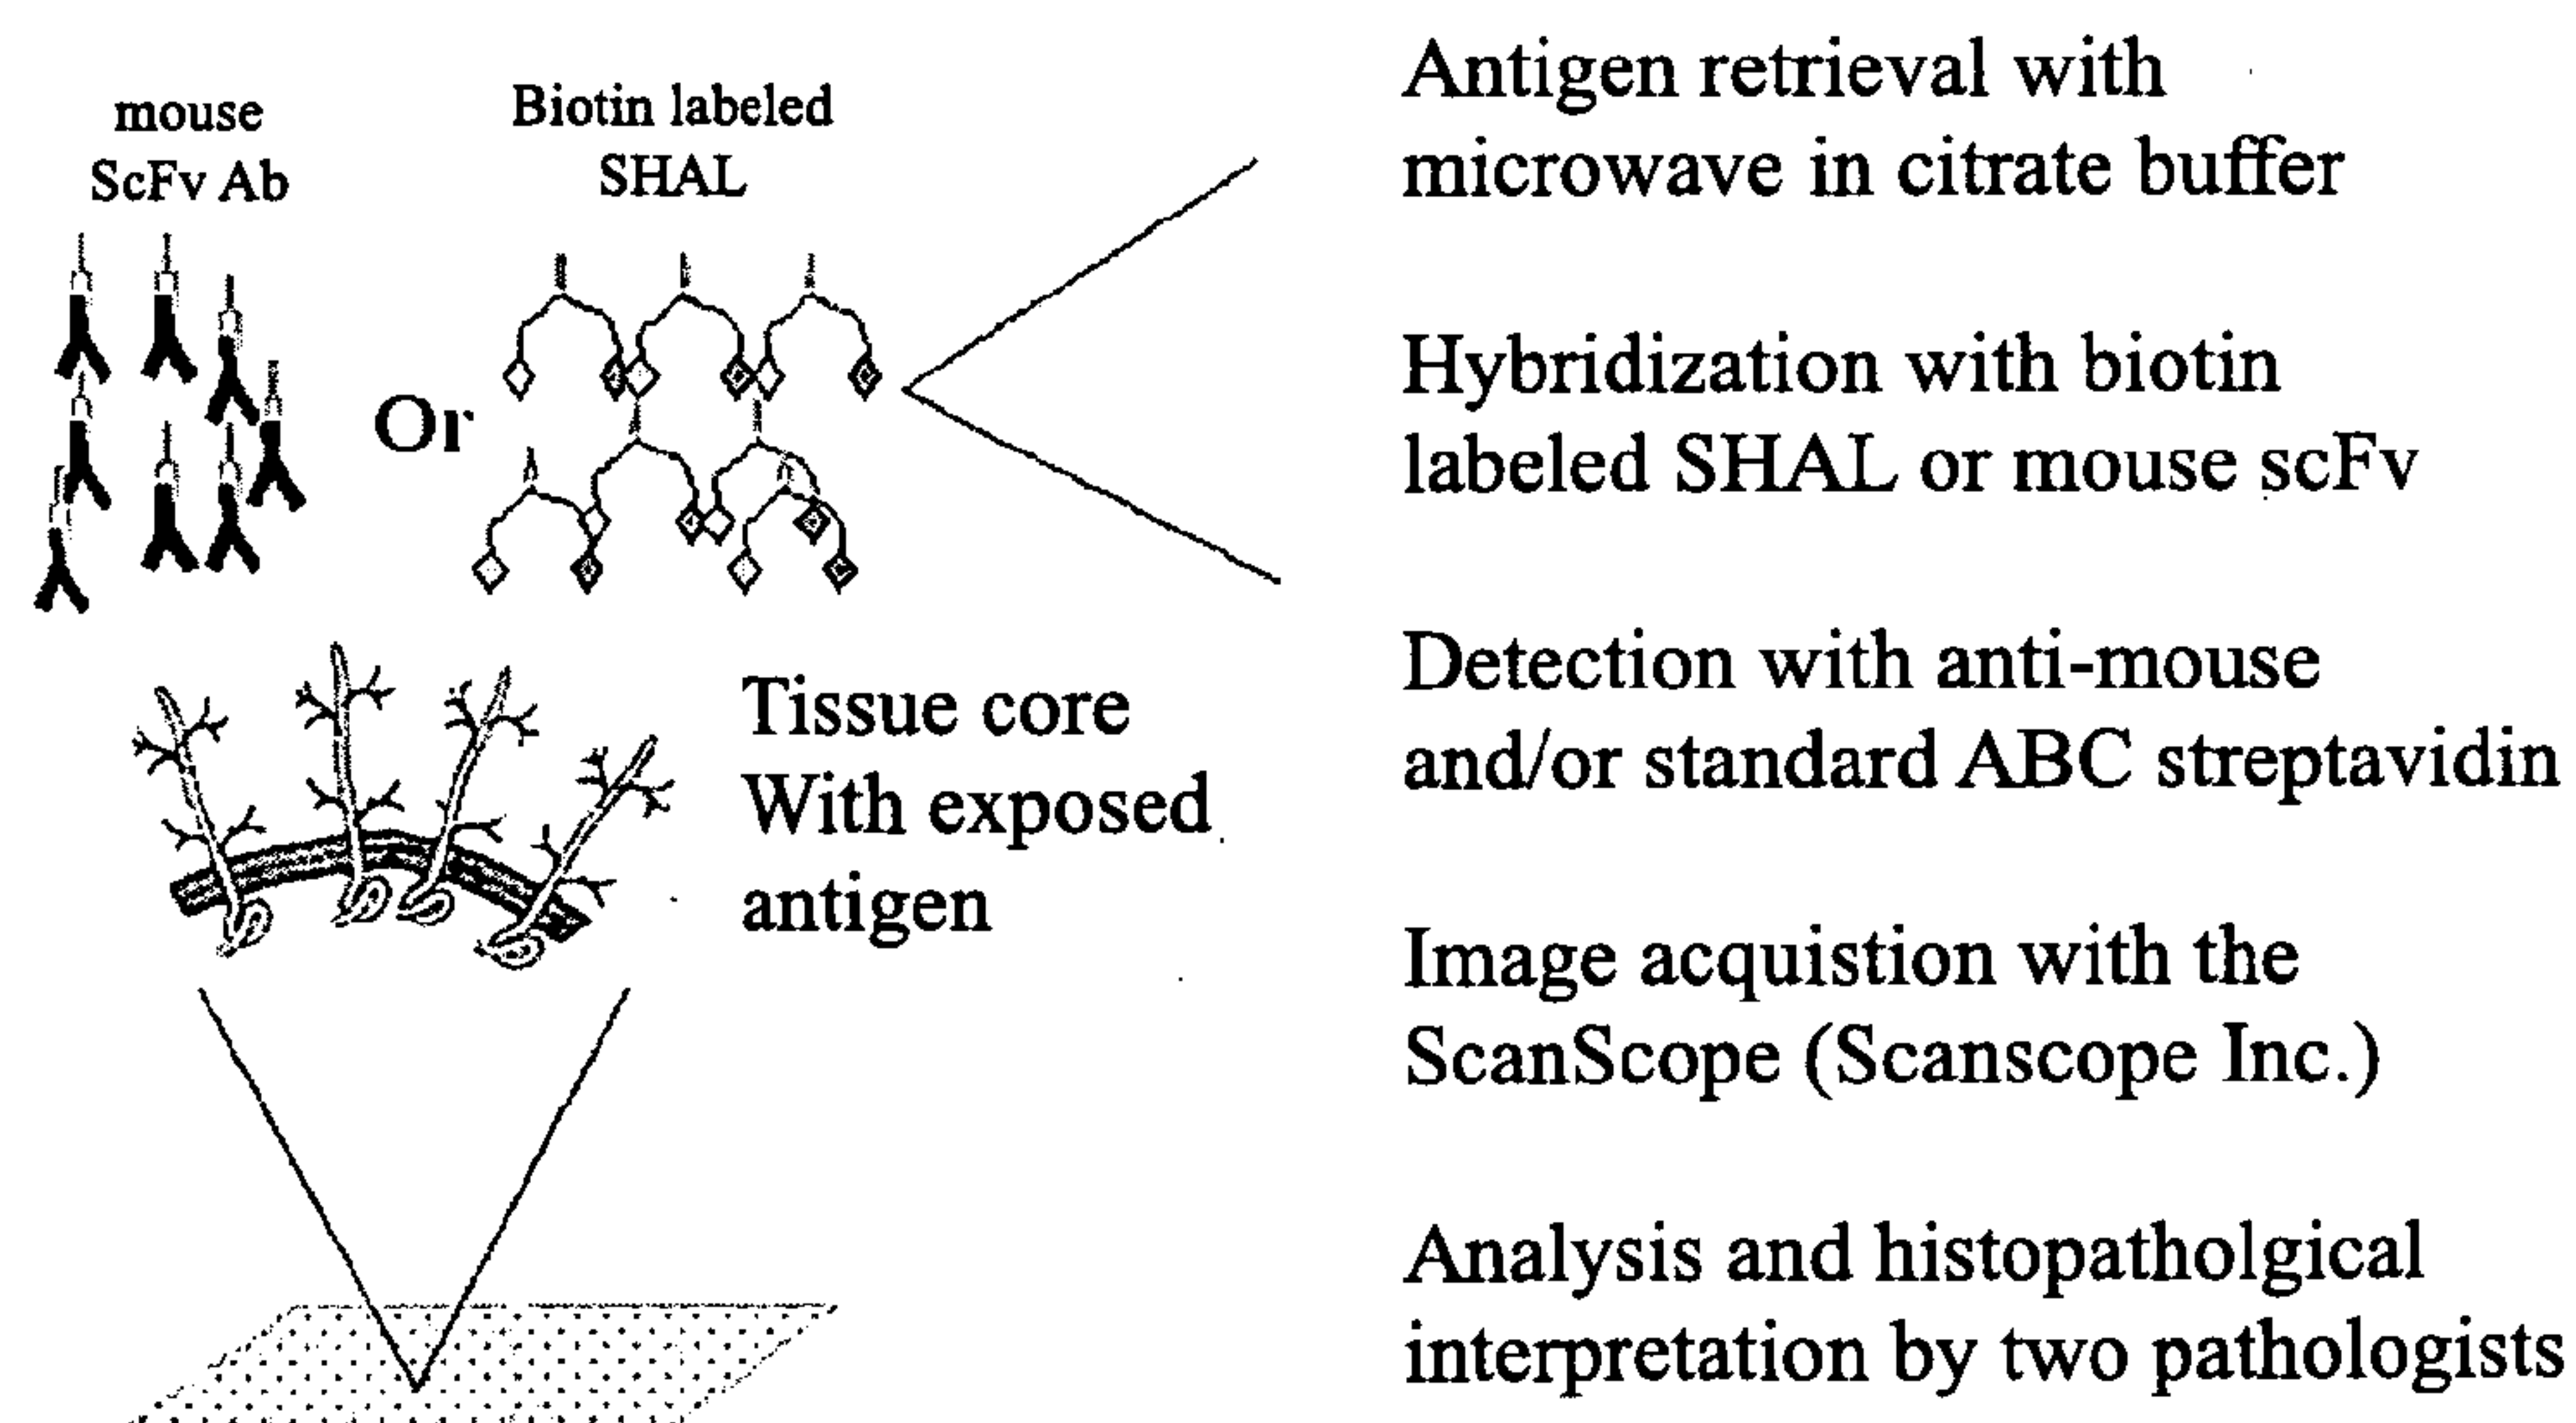 mouse
ScFv Ab
Biotin labeled
SHAL
Or
Tissue core
With exposed
antigen
Antigen retrieval with
microwave in citrate buffer
Hybridization with biotin
labeled SHAL or mouse scFv
Detection with anti-mouse
and/or standard ABC streptavidin
Image acquistion with the
ScanScope (Scanscope Inc.)
Analysis and histopatholgical
interpretation by two pathologists